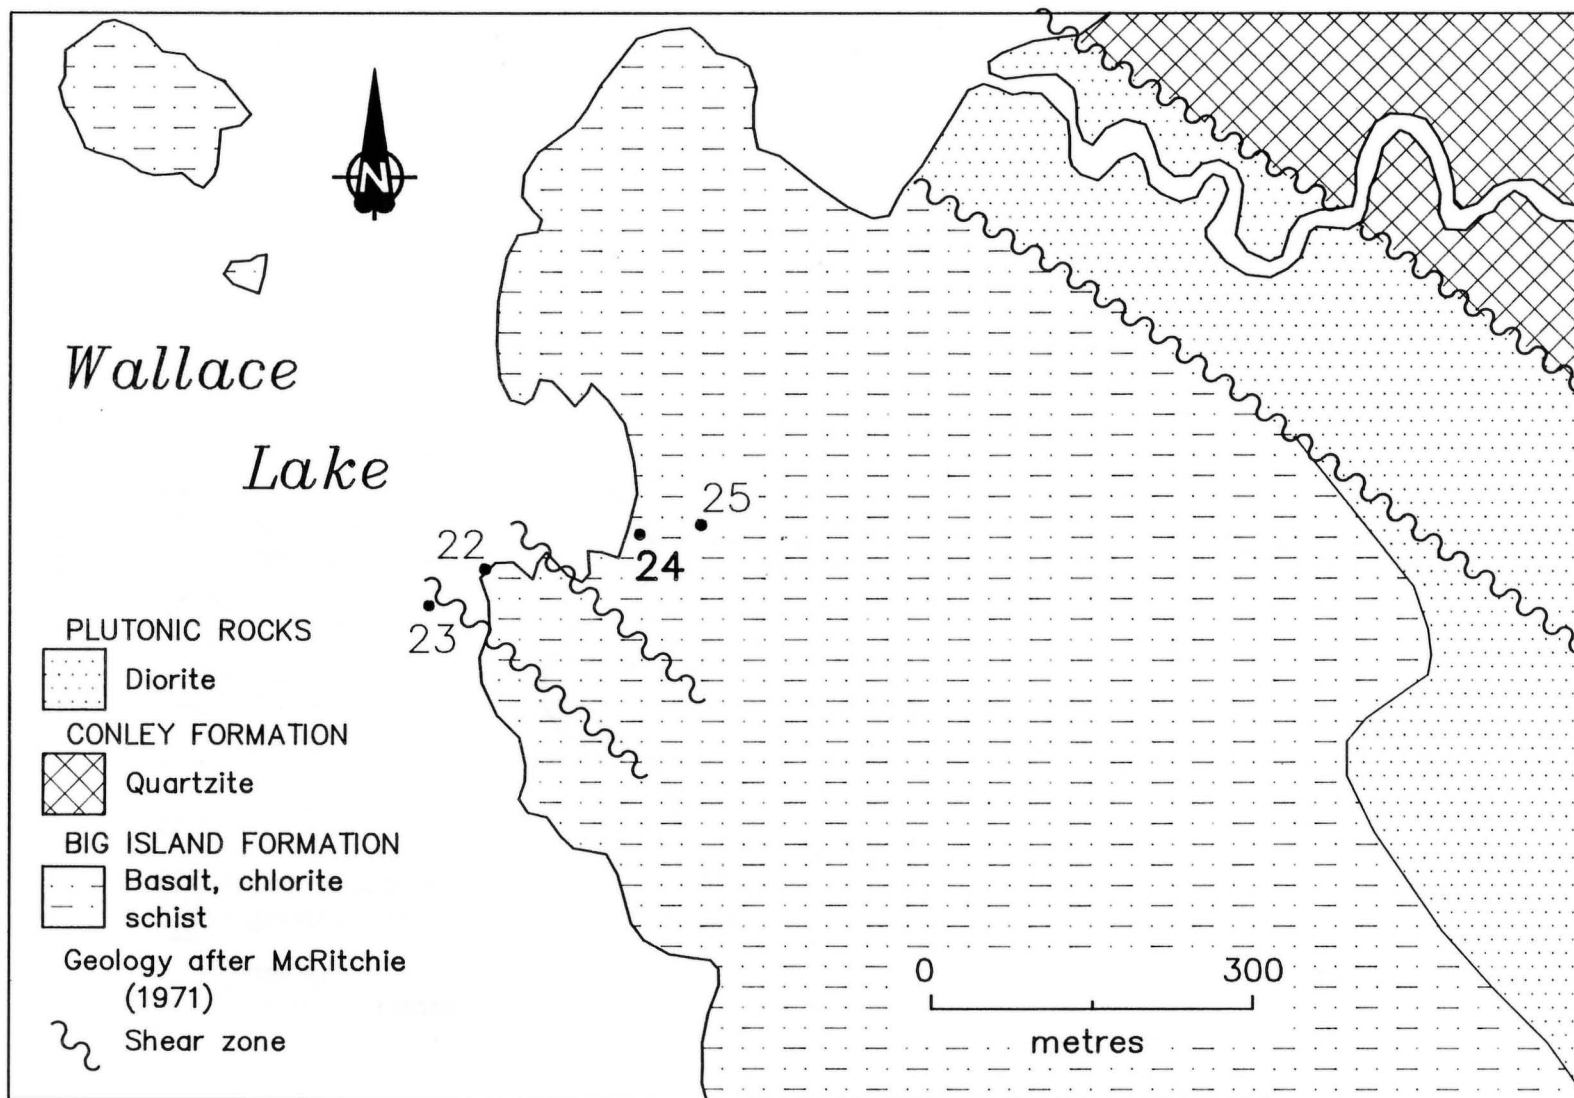 N
Wallace
Lake
25
22
24
23
PLUTONIC ROCKS
Diorite
CONLEY FORMATION
Quartzite
BIG ISLAND FORMATION
Basalt, chlorite
schist
Geology after McRitchie
(1971)
Shear zone
0 300
metres